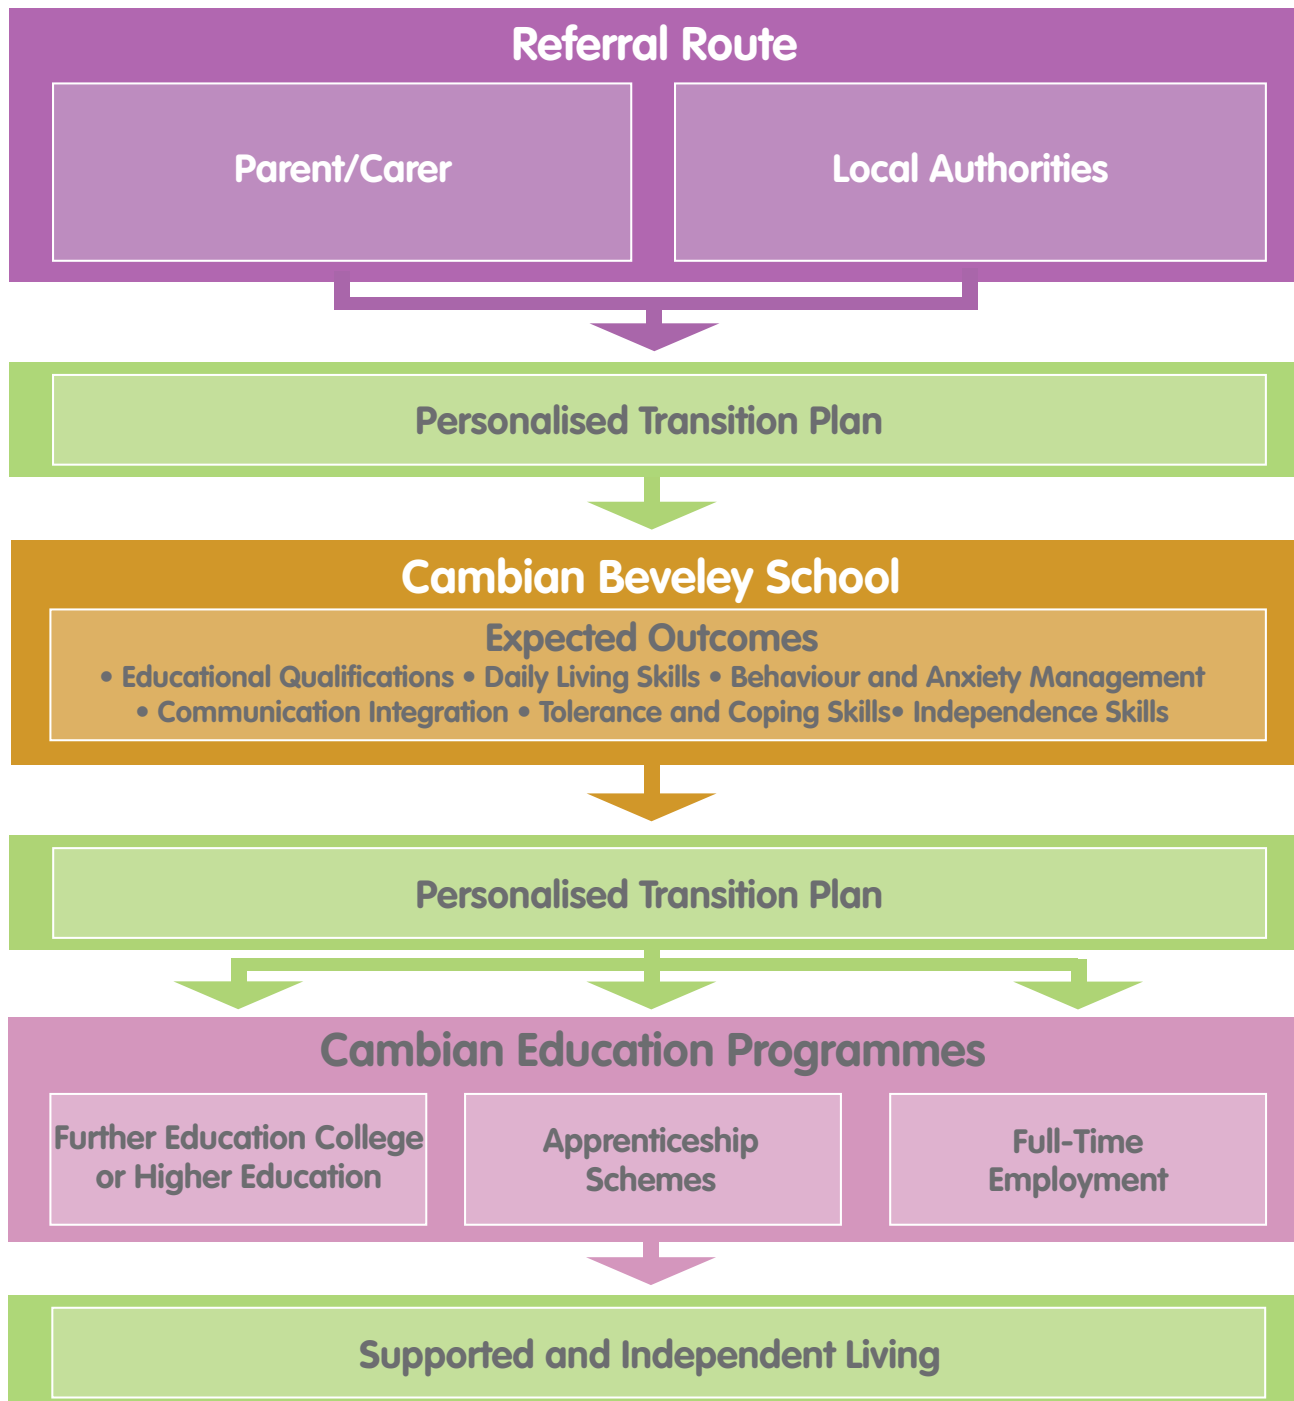 Referral Route
Parent/Carer
Local Authorities
Personalised Transition Plan
Cambian Beveley School
Expected Outcomes
• Educational Qualifications • Daily Living Skills • Behaviour and Anxiety Management
• Communication Integration • Tolerance and Coping Skills• Independence Skills
Personalised Transition Plan
Cambian Education Programmes
Further Education College
or Higher Education
Apprenticeship
Schemes
Full-Time
Employment
Supported and Independent Living